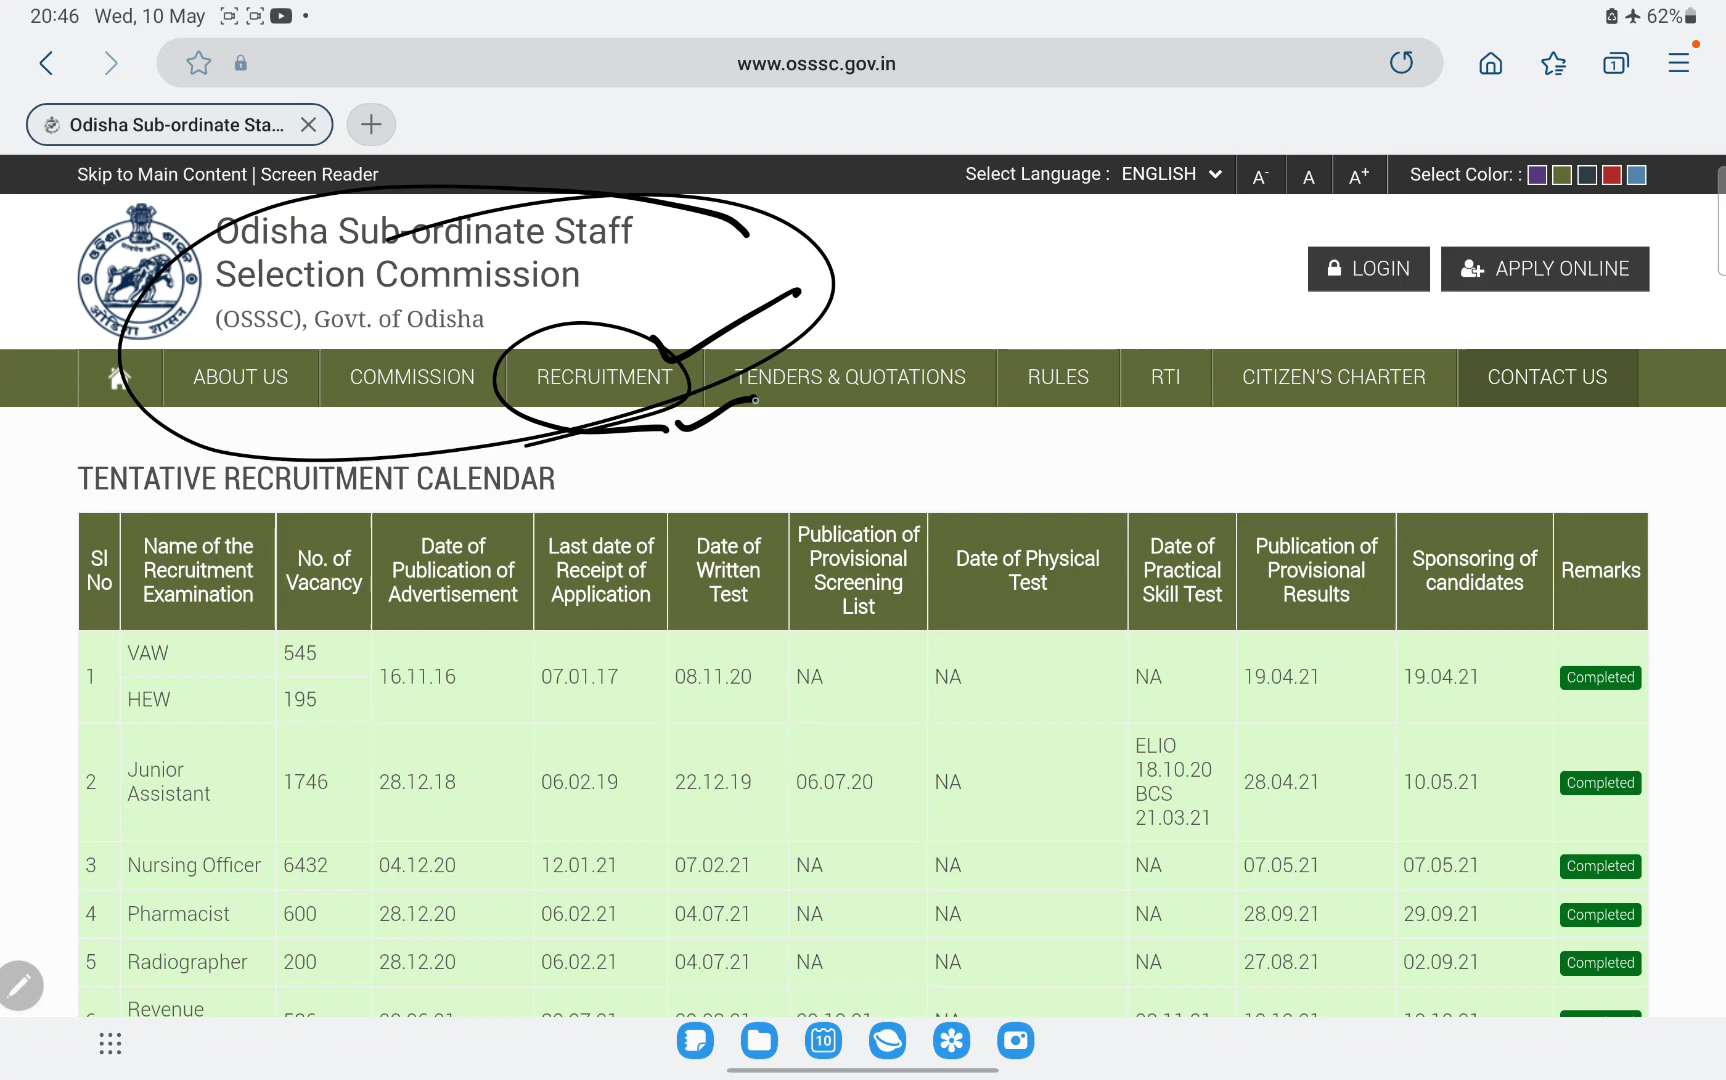 20:46 Wed, 10 May
62%
www.osssc.gov.in
1
Odisha Sub-ordinate Sta...
Skip to Main Content | Screen Reader
Select Language : ENGLISH
A-
A
A+
Select Color: :
Odisha Sub-ordinate Staff
Selection Commission
(OSSSC), Govt. of Odisha
LOGIN
APPLY ONLINE
ABOUT US
COMMISSION
RECRUITMENT
TENDERS & QUOTATIONS
RULES
RTI
CITIZEN'S CHARTER
CONTACT US
TENTATIVE RECRUITMENT CALENDAR
Sl No
Name of the Recruitment Examination
No. of Vacancy
Date of Publication of Advertisement
Last date of Receipt of Application
Date of Written Test
Publication of Provisional Screening List
Date of Physical Test
Date of Practical Skill Test
Publication of Provisional Results
Sponsoring of candidates
Remarks
1 VAW 545 16.11.16 07.01.17 08.11.20 NA NA NA 19.04.21 19.04.21 Completed
HEW 195
2 Junior Assistant 1746 28.12.18 06.02.19 22.12.19 06.07.20 NA ELIO 18.10.20 BCS 21.03.21 28.04.21 10.05.21 Completed
3 Nursing Officer 6432 04.12.20 12.01.21 07.02.21 NA NA NA 07.05.21 07.05.21 Completed
4 Pharmacist 600 28.12.20 06.02.21 04.07.21 NA NA NA 28.09.21 29.09.21 Completed
5 Radiographer 200 28.12.20 06.02.21 04.07.21 NA NA NA 27.08.21 02.09.21 Completed
Revenue
10